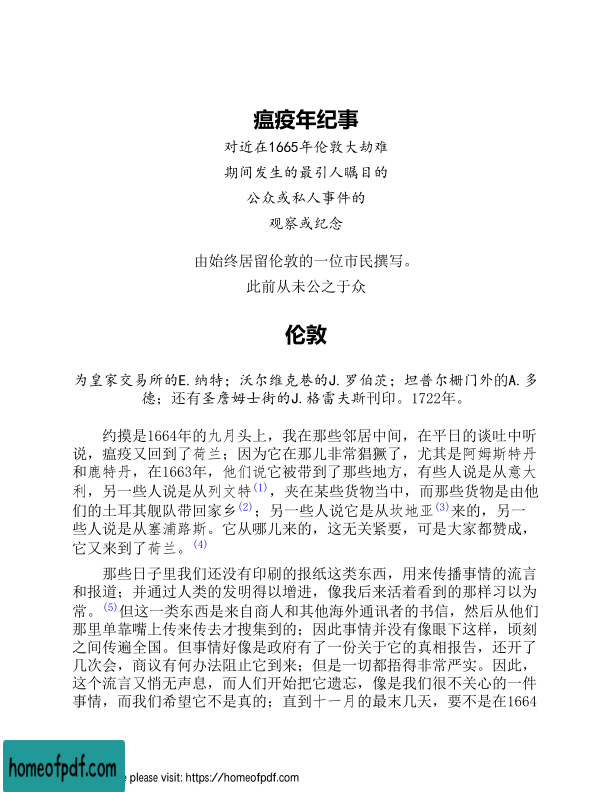 瘟疫年纪事
对近在1665年伦敦大劫难
期间发生的最引人瞩目的
公众或私人事件的
观察或纪念
由始终居留伦敦的一位市民撰写。
此前从未公之于众
伦敦
为皇家交易所的E.纳特；沃尔维克巷的J.罗伯茨；坦普尔栅门外的A.多
德；还有圣詹姆士街的J.格雷夫斯刊印。1722年。
约摸是1664年的九月头上，我在那些邻居中间，在平日的谈吐中听
说，瘟疫又回到了荷兰；因为它在那儿非常猖獗了，尤其是阿姆斯特丹
和鹿特丹，在1663年，他们说它被带到了那些地方，有些人说是从意大
利，另一些人说是从列文特(1)，夹在某些货物当中，而那些货物是由他
们的土耳其舰队带回家乡(2)；另一些人说它是从坎地亚(3)来的，另一
些人说是从塞浦路斯。它从哪儿来的，这无关紧要，可是大家都赞成，
它又来到了荷兰。(4)
那些日子里我们还没有印刷的报纸这类东西，用来传播事情的流言
和报道；并通过人类的发明得以增进，像我后来活着看到的那样习以为
常。(5)但这一类东西是来自商人和其他海外通讯者的书信，然后从他们
那里单靠嘴上传来传去才搜集到的；因此事情并没有像眼下这样，顷刻
之间传遍全国。但事情好像是政府有了一份关于它的真相报告，还开了
几次会，商议有何办法阻止它到来；但是一切都捂得非常严实。因此，
这个流言又悄无声息，而人们开始把它遗忘，像是我们很不关心的一件
事情，而我们希望它不是真的；直到十一月的最末几天，要不是在1664
homeofpdf.com
e please visit: https://homeofpdf.com